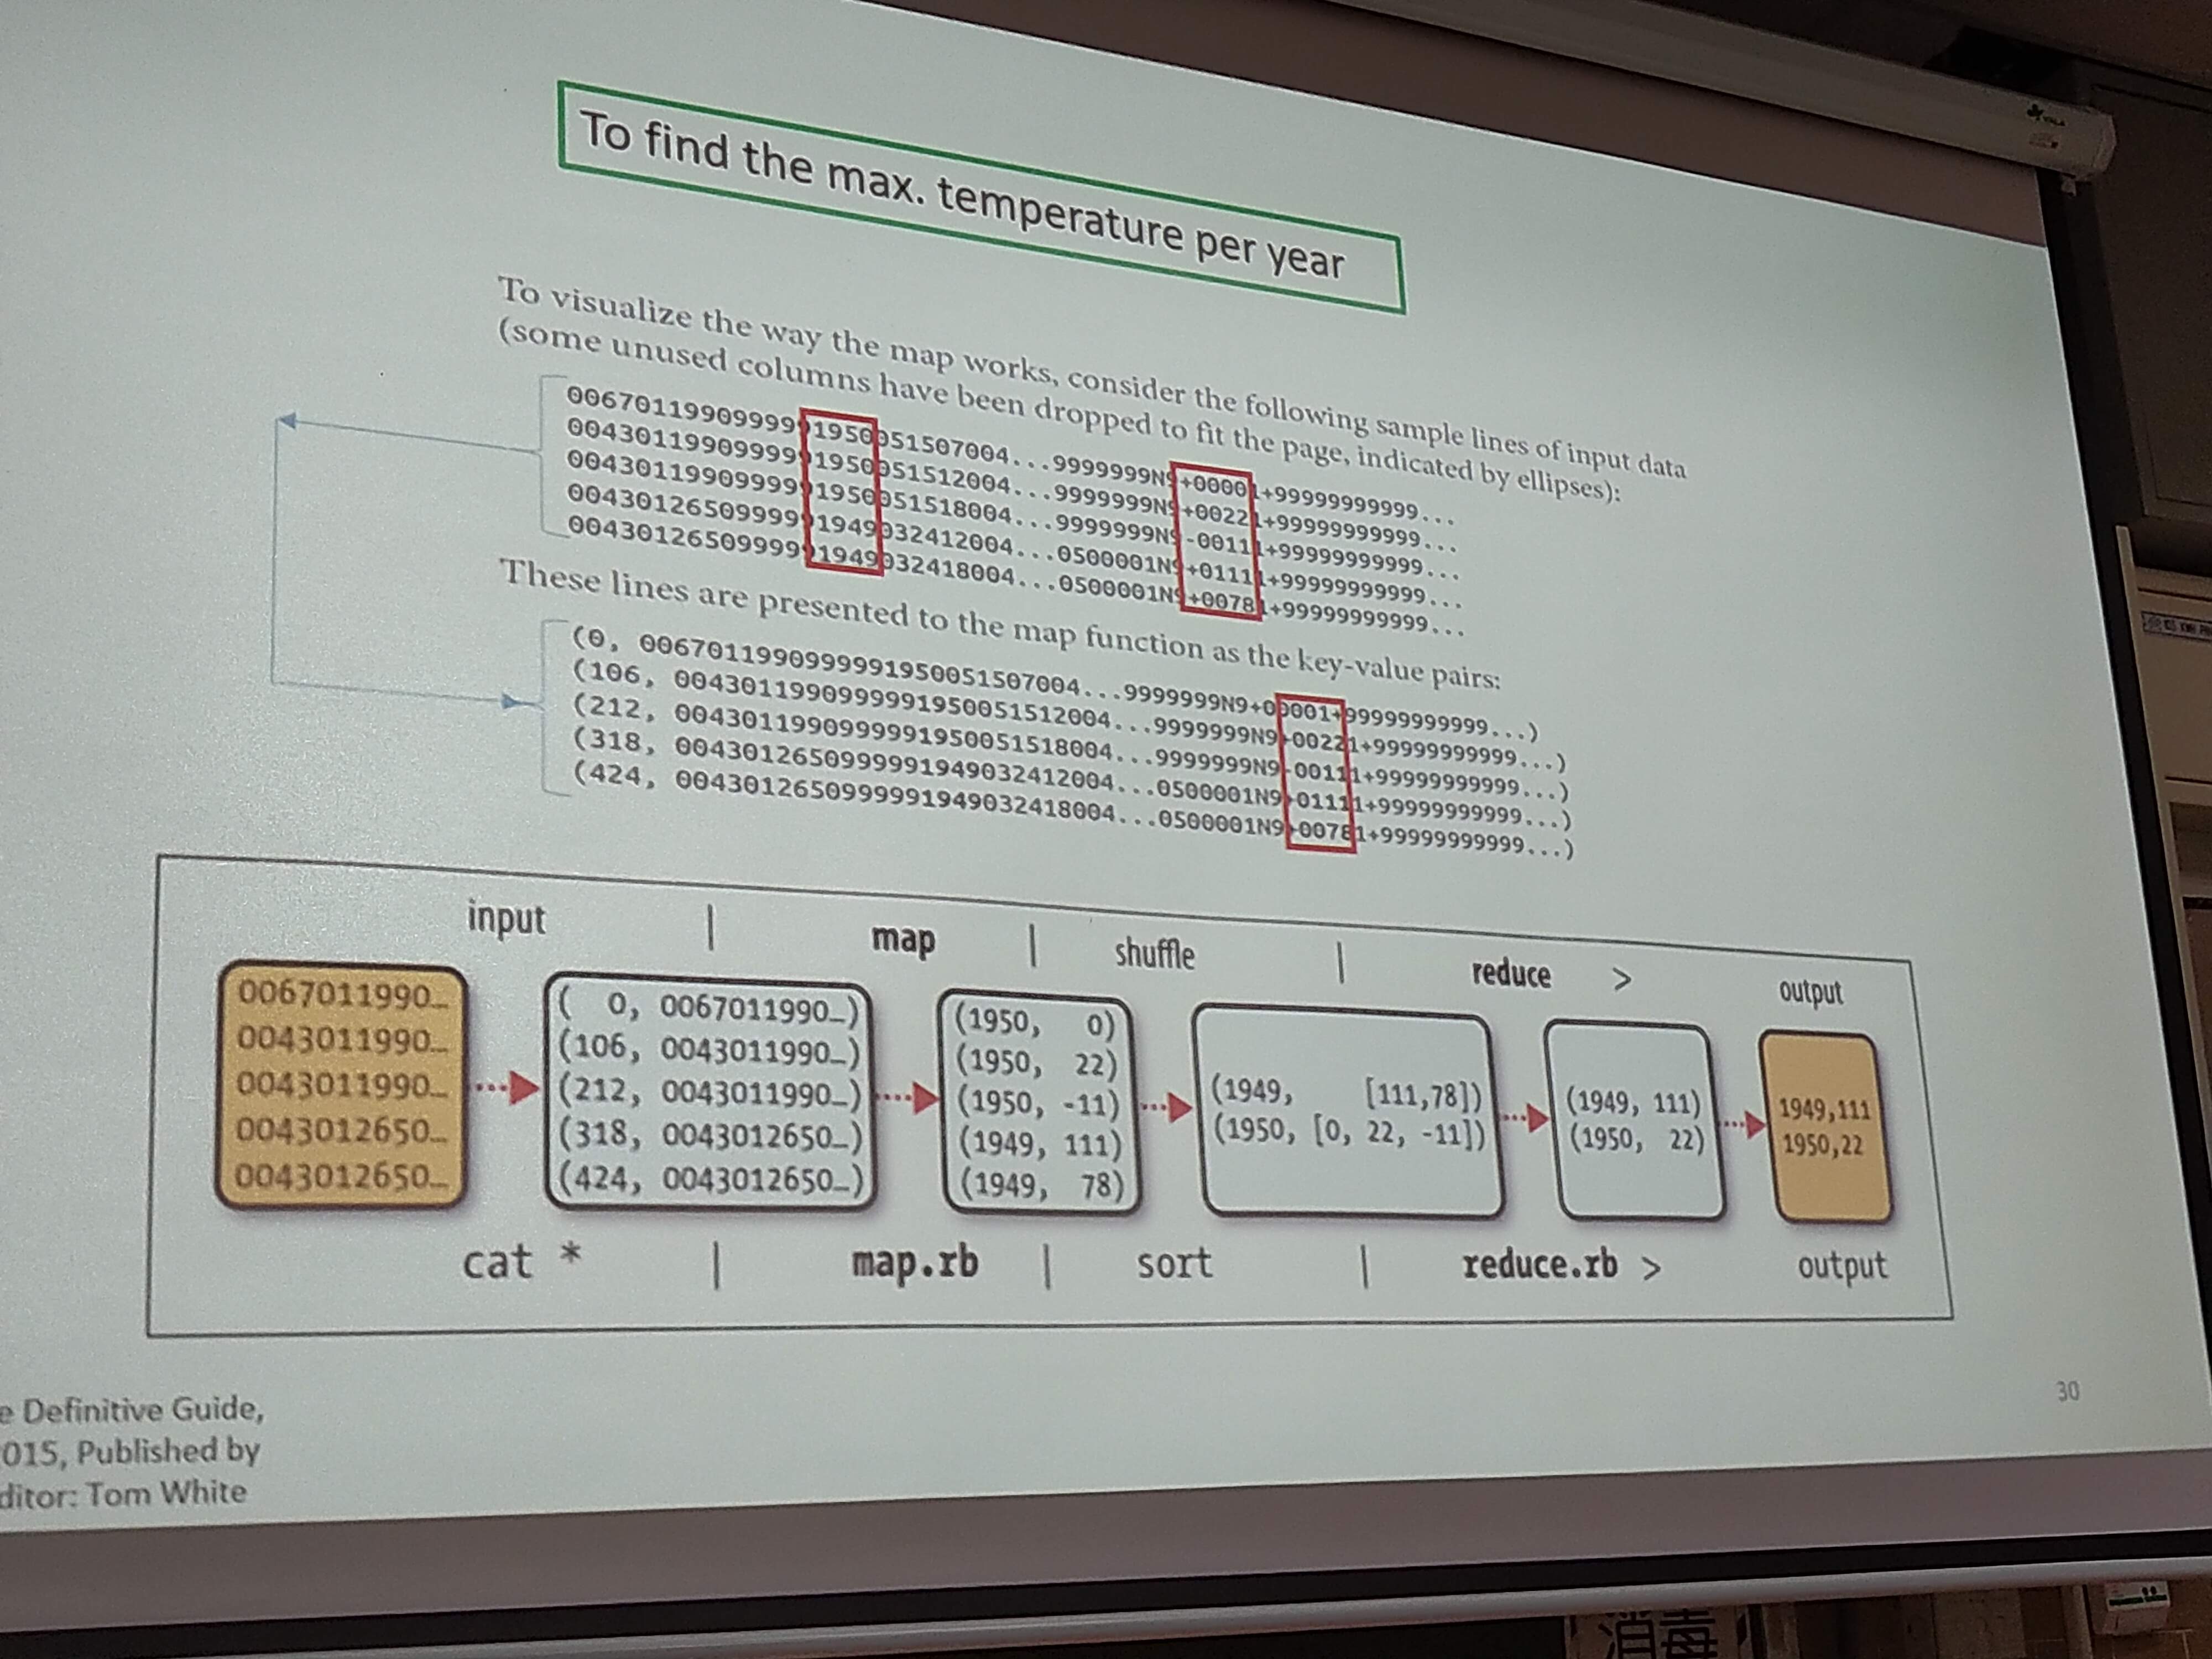 To find the max. temperature per year
To visualize the way the map works, consider the following sample lines of input data
(some unused columns have been dropped to fit the page, indicated by ellipses):
0067011990999991950051507004...9999999N9+00001+99999999999...
0043011990999991950051512004...9999999N9+00221+99999999999...
0043011990999991950051518004...9999999N9-00111+99999999999...
0043012650999991949032412004...0500001N9+01111+99999999999...
0043012650999991949032418004...0500001N9+00781+99999999999...
These lines are presented to the map function as the key-value pairs:
(0, 0067011990999991950051507004...9999999N9+00001+99999999999...)
(106, 0043011990999991950051512004...9999999N9+00221+99999999999...)
(212, 0043011990999991950051518004...9999999N9-00111+99999999999...)
(318, 0043012650999991949032412004...0500001N9+01111+99999999999...)
(424, 0043012650999991949032418004...0500001N9+00781+99999999999...)
input | map | shuffle | reduce > output
0067011990…
0043011990…
0043011990…
0043012650…
0043012650…
( 0, 0067011990…)
(106, 0043011990…)
(212, 0043011990…)
(318, 0043012650…)
(424, 0043012650…)
(1950, 0)
(1950, 22)
(1950, -11)
(1949, 111)
(1949, 78)
(1949, [111,78])
(1950, [0, 22, -11])
(1949, 111)
(1950, 22)
1949,111
1950,22
cat * | map.rb | sort | reduce.rb > output
e Definitive Guide,
015, Published by
ditor: Tom White
30
消毒